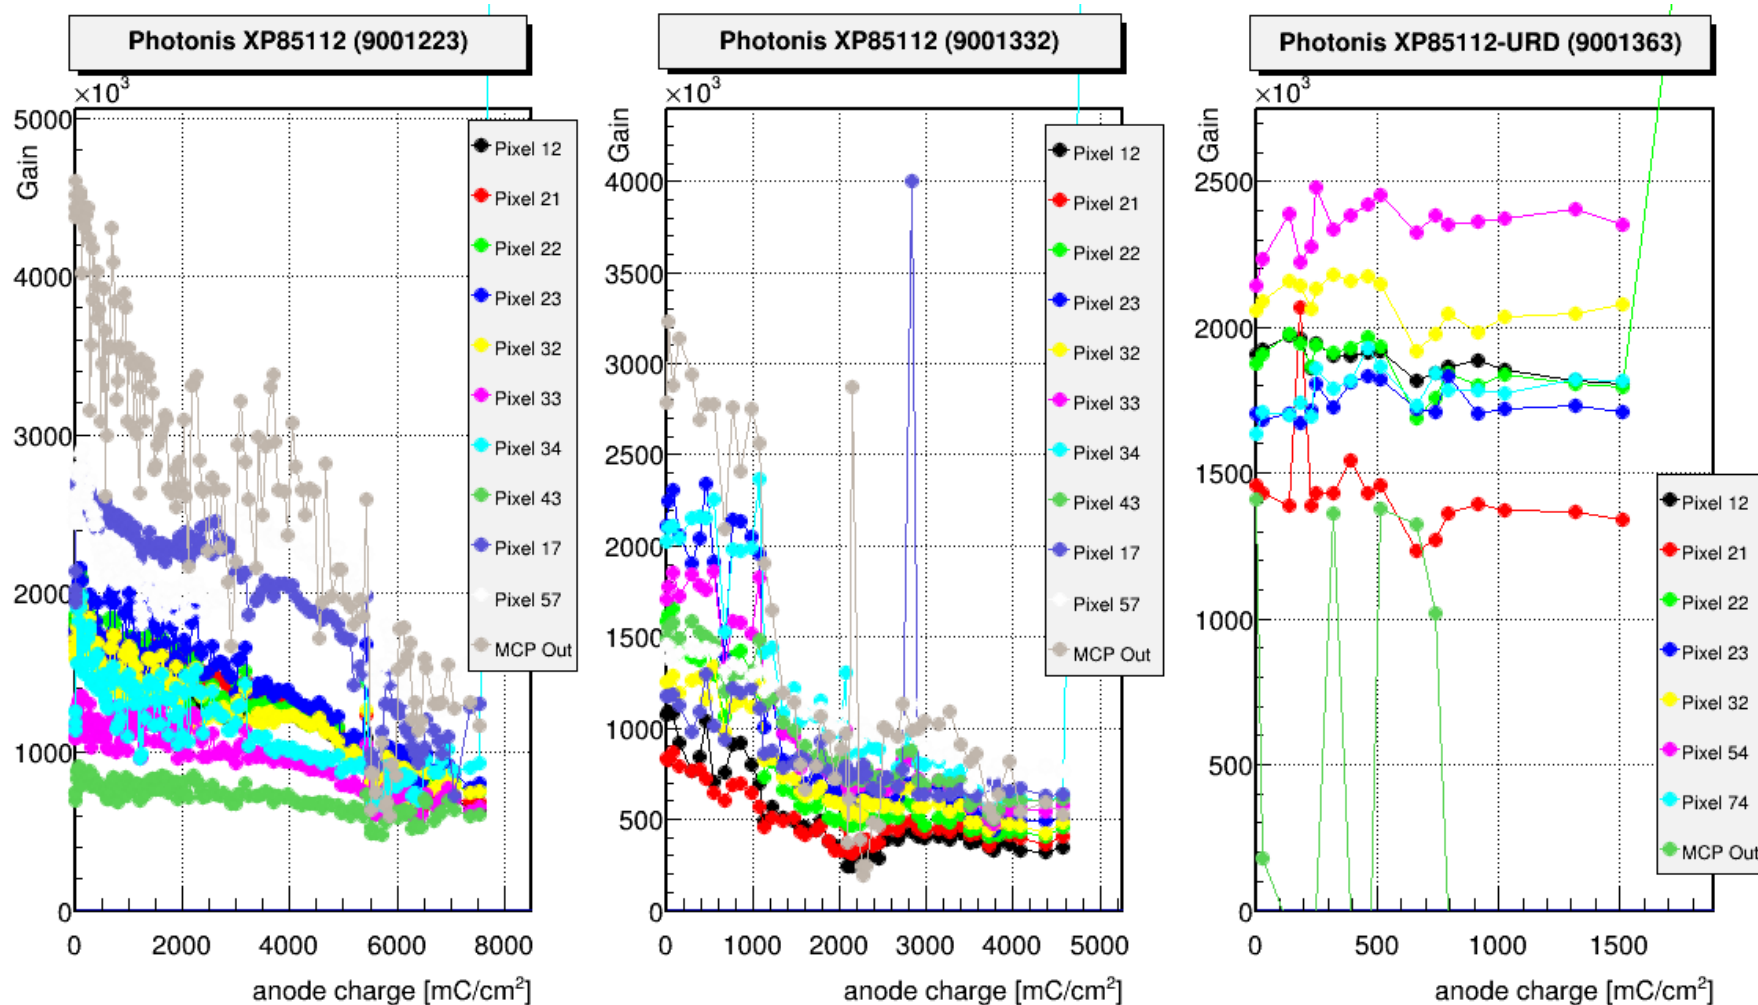 Photonis XP85112 (9001223)
×10³
Gain
5000
4000
3000
2000
1000
0
0 2000 4000 6000 8000
anode charge [mC/cm²]
Pixel 12
Pixel 21
Pixel 22
Pixel 23
Pixel 32
Pixel 33
Pixel 34
Pixel 43
Pixel 17
Pixel 57
MCP Out
Photonis XP85112 (9001332)
×10³
Gain
4000
3500
3000
2500
2000
1500
1000
500
0
0 1000 2000 3000 4000 5000
anode charge [mC/cm²]
Pixel 12
Pixel 21
Pixel 22
Pixel 23
Pixel 32
Pixel 33
Pixel 34
Pixel 43
Pixel 17
Pixel 57
MCP Out
Photonis XP85112-URD (9001363)
×10³
Gain
2500
2000
1500
1000
500
0
0 500 1000 1500
anode charge [mC/cm²]
Pixel 12
Pixel 21
Pixel 22
Pixel 23
Pixel 32
Pixel 54
Pixel 74
MCP Out